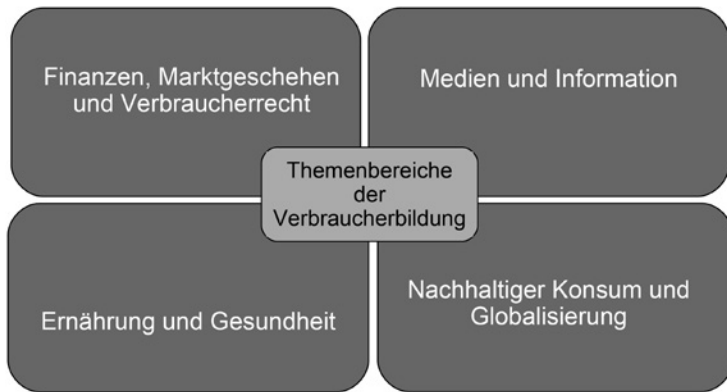 Finanzen, Marktgeschehen
und Verbraucherrecht
Medien und Information
Themenbereiche
der
Verbraucherbildung
Ernährung und Gesundheit
Nachhaltiger Konsum und
Globalisierung